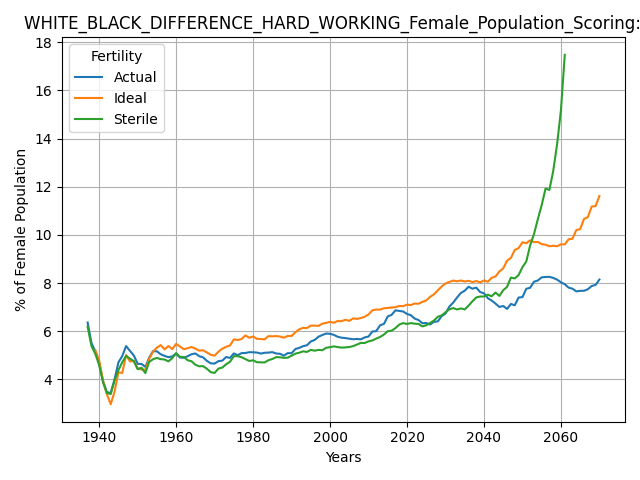 WHITE_BLACK_DIFFERENCE_HARD_WORKING_Female_Population_Scoring:
18
16
14
12
10
8
6
4
% of Female Population
Fertility
Actual
Ideal
Sterile
1940
1960
1980
2000
2020
2040
2060
Years